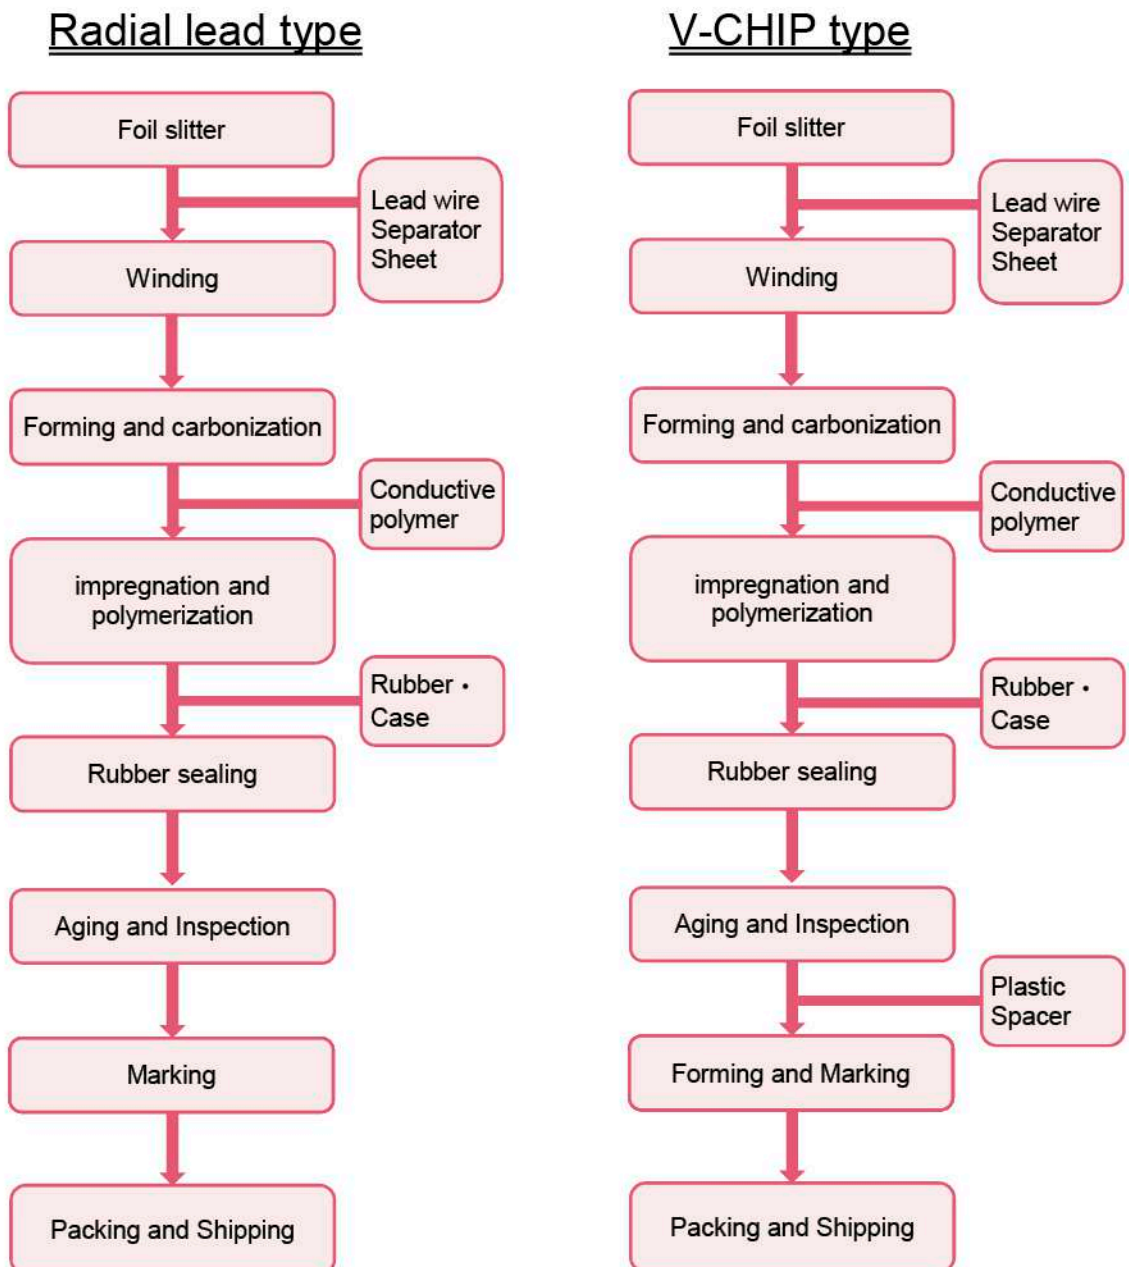 Radial lead type
Foil slitter
Lead wire
Separator
Sheet
Winding
Forming and carbonization
Conductive
polymer
impregnation and
polymerization
Rubber・
Case
Rubber sealing
Aging and Inspection
Marking
Packing and Shipping
V-CHIP type
Foil slitter
Lead wire
Separator
Sheet
Winding
Forming and carbonization
Conductive
polymer
impregnation and
polymerization
Rubber・
Case
Rubber sealing
Aging and Inspection
Plastic
Spacer
Forming and Marking
Packing and Shipping